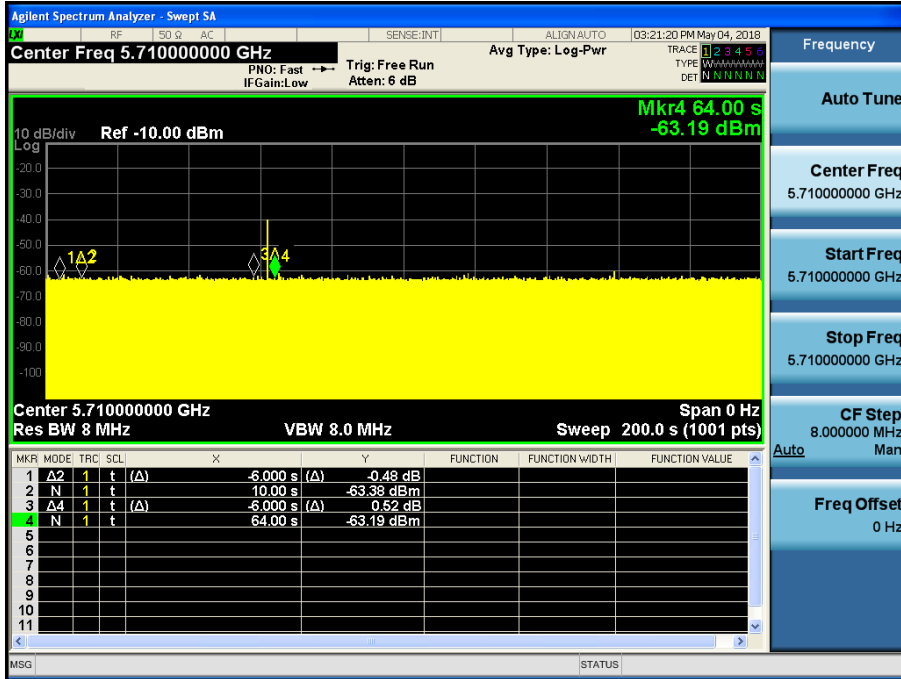 Agilent Spectrum Analyzer - Swept SA
LXI RF 50 Ω AC SENSE:INT ALIGN AUTO 03:21:20 PM May 04, 2018
Center Freq 5.710000000 GHz
PNO: Fast
IFGain:Low
Trig: Free Run
Atten: 6 dB
Avg Type: Log-Pwr
TRACE 1 2 3 4 5 6
TYPE WWWWWWW
DET N N N N N N
Frequency
Auto Tune
Center Freq
5.710000000 GHz
Start Freq
5.710000000 GHz
Stop Freq
5.710000000 GHz
CF Step
8.000000 MHz
Auto Man
Freq Offset
0 Hz
Mkr4 64.00 s
-63.19 dBm
10 dB/div Ref -10.00 dBm
Log
-20.0
-30.0
-40.0
-50.0
-60.0
-70.0
-80.0
-90.0
-100
1Δ2
3Δ4
Center 5.710000000 GHz Span 0 Hz
Res BW 8 MHz VBW 8.0 MHz Sweep 200.0 s (1001 pts)
MKR MODE TRC SCL X Y FUNCTION FUNCTION WIDTH FUNCTION VALUE
1 Δ2 1 t (Δ) -6.000 s (Δ) -0.48 dB
2 N 1 t 10.00 s -63.38 dBm
3 Δ4 1 t (Δ) -6.000 s (Δ) 0.52 dB
4 N 1 t 64.00 s -63.19 dBm
5
6
7
8
9
10
11
MSG STATUS